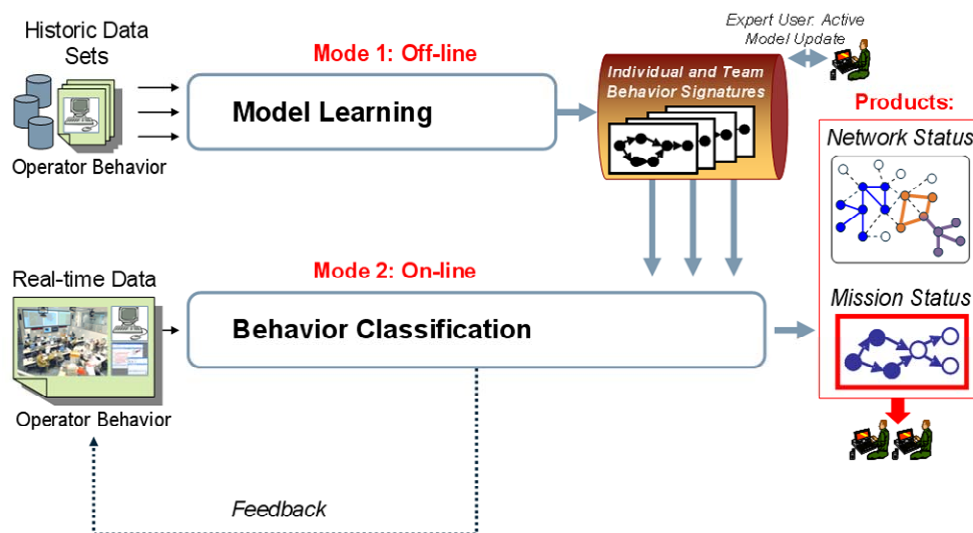 Historic Data
Sets
Operator Behavior
Mode 1: Off-line
Model Learning
Individual and Team
Behavior Signatures
Expert User: Active
Model Update
Products:
Network Status
Mission Status
Mode 2: On-line
Real-time Data
Behavior Classification
Operator Behavior
Feedback